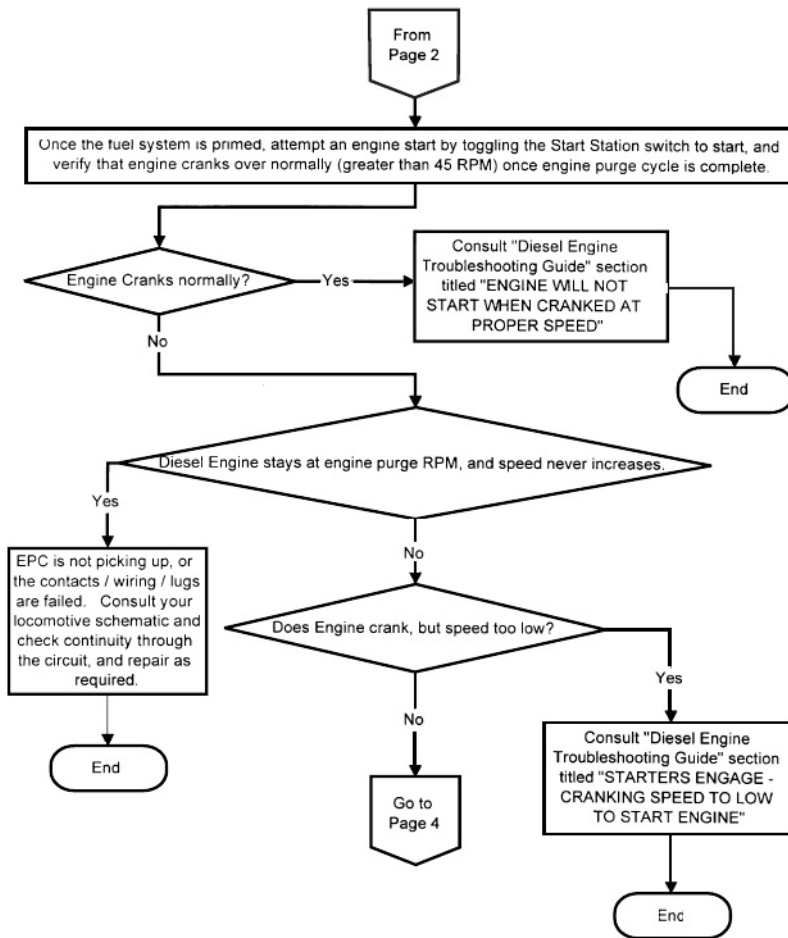 From
Page 2
Once the fuel system is primed, attempt an engine start by toggling the Start Station switch to start, and
verify that engine cranks over normally (greater than 45 RPM) once engine purge cycle is complete.
Engine Cranks normally?
Yes
Consult "Diesel Engine
Troubleshooting Guide" section
titled "ENGINE WILL NOT
START WHEN CRANKED AT
PROPER SPEED"
No
End
Diesel Engine stays at engine purge RPM, and speed never increases.
Yes
No
EPC is not picking up, or
the contacts / wiring / lugs
are failed. Consult your
locomotive schematic and
check continuity through
the circuit, and repair as
required.
Does Engine crank, but speed too low?
Yes
No
End
Consult "Diesel Engine
Troubleshooting Guide" section
titled "STARTERS ENGAGE -
CRANKING SPEED TO LOW
TO START ENGINE"
Go to
Page 4
End